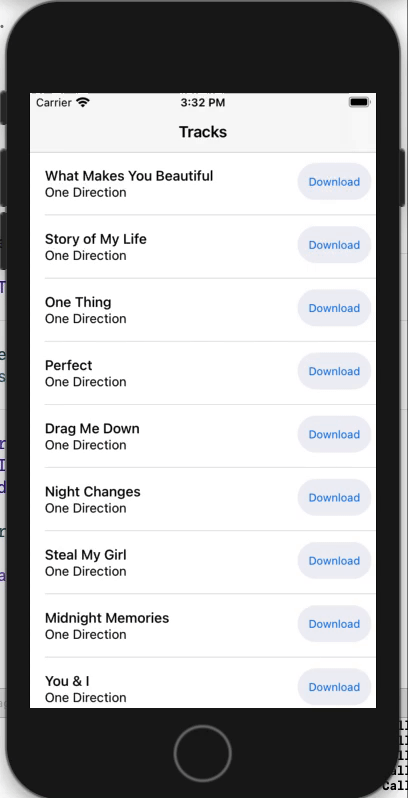 Carrier
3:32 PM
Tracks
What Makes You Beautiful
One Direction
Download
Story of My Life
One Direction
Download
One Thing
One Direction
Download
Perfect
One Direction
Download
Drag Me Down
One Direction
Download
Night Changes
One Direction
Download
Steal My Girl
One Direction
Download
Midnight Memories
One Direction
Download
You & I
One Direction
Download